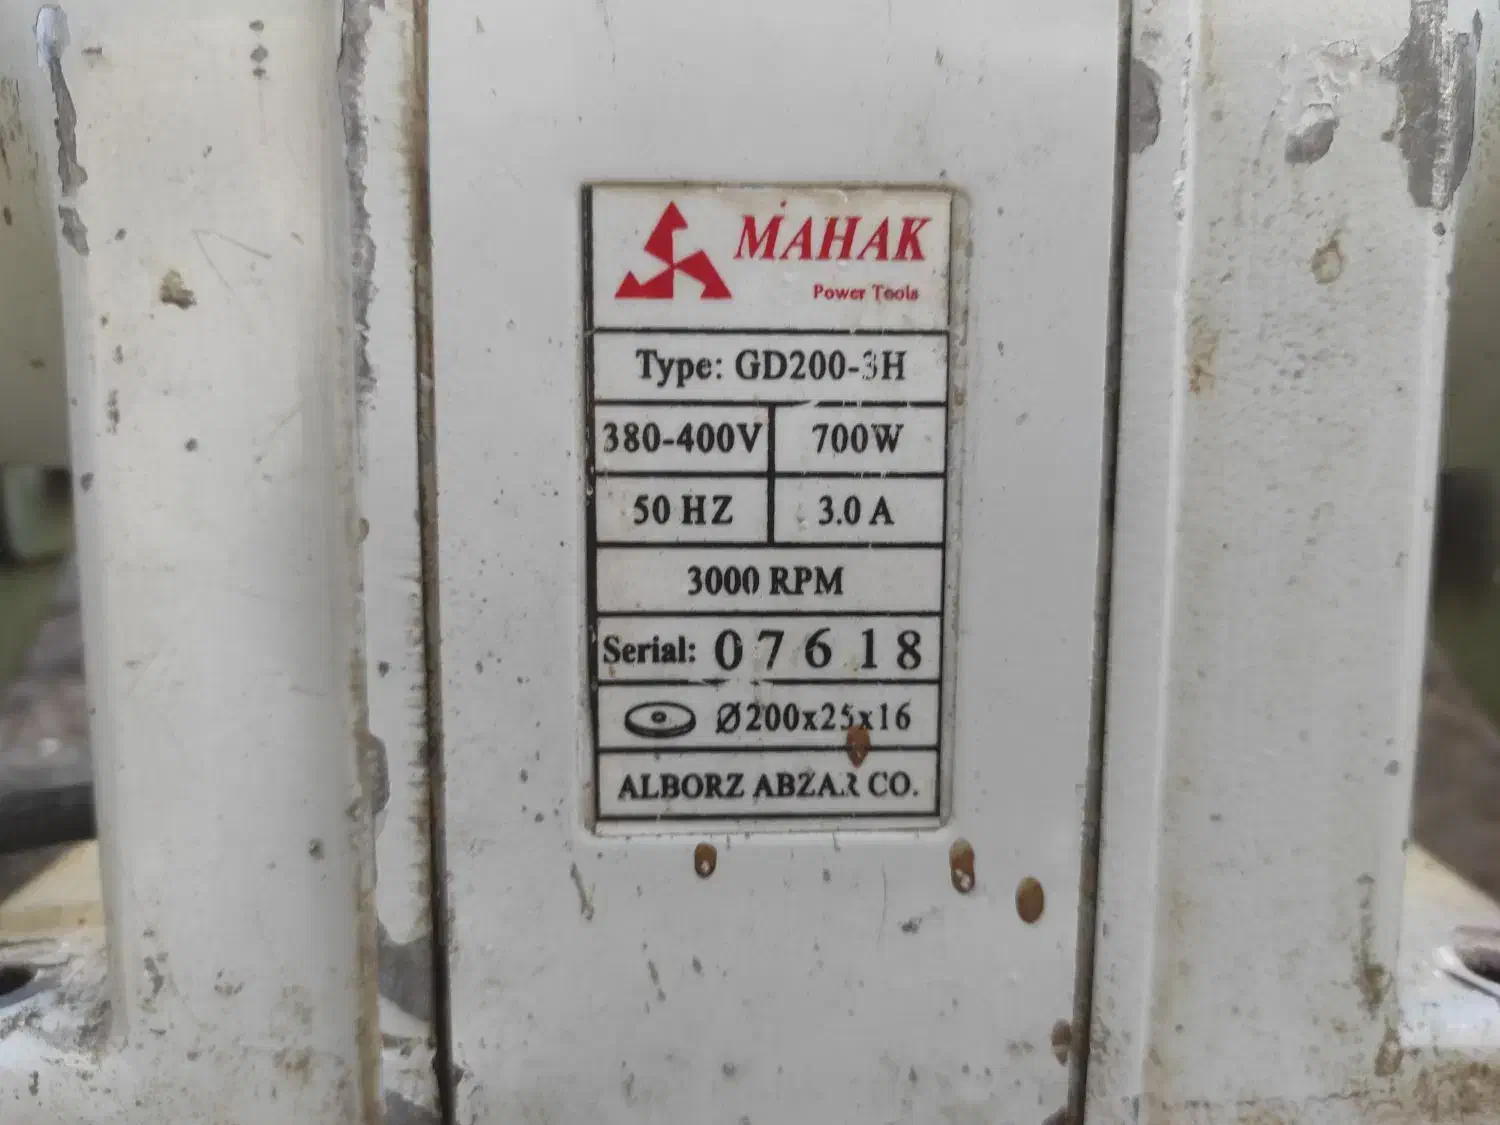 MAHAK
Power Tools
Type: GD200-3H
380-400V 700W
50 HZ 3.0 A
3000 RPM
Serial: 07618
Ø200x25x16
ALBORZ ABZAR CO.